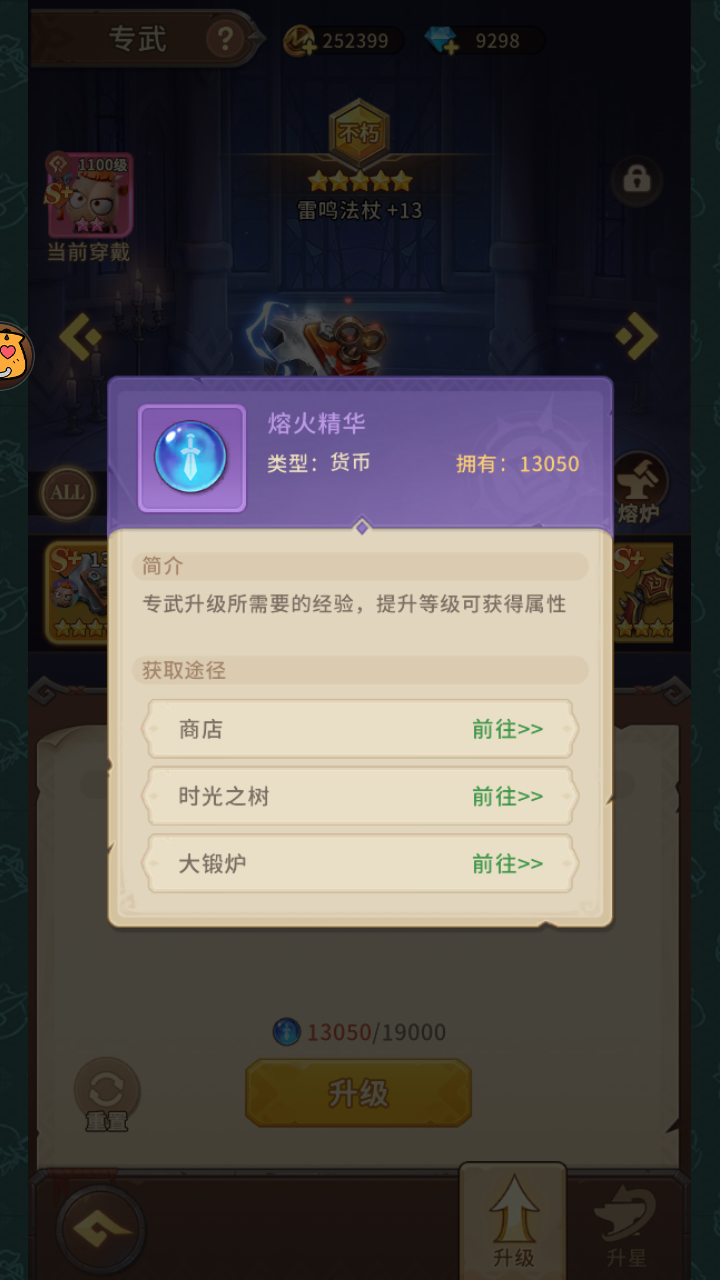 专武
?
252399
9298
不朽
1100级
S+
当前穿戴
雷鸣法杖 +13
熔火精华
类型：货币
拥有：13050
ALL
熔炉
S+
13
S+
简介
专武升级所需要的经验，提升等级可获得属性
获取途径
商店
前往>>
时光之树
前往>>
大锻炉
前往>>
13050/19000
重置
升级
升级
升星